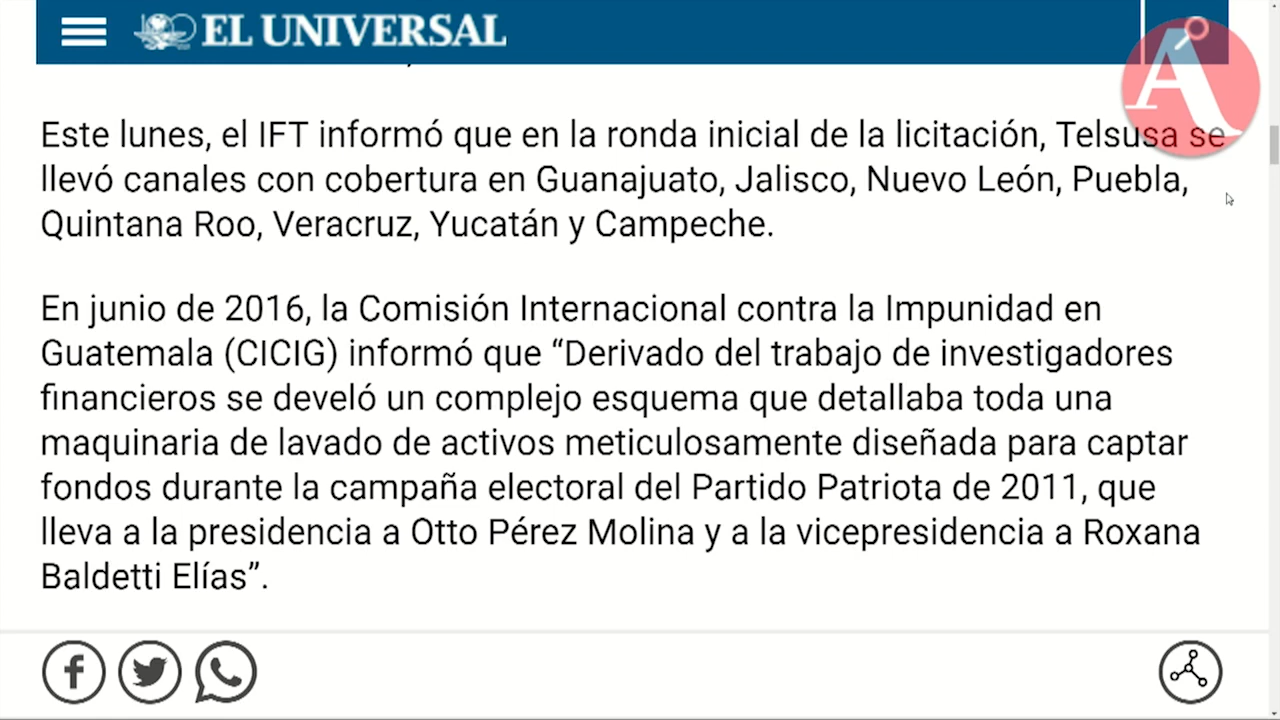 EL UNIVERSAL
A
Este lunes, el IFT informó que en la ronda inicial de la licitación, Telsusa se
llevó canales con cobertura en Guanajuato, Jalisco, Nuevo León, Puebla,
Quintana Roo, Veracruz, Yucatán y Campeche.
En junio de 2016, la Comisión Internacional contra la Impunidad en
Guatemala (CICIG) informó que “Derivado del trabajo de investigadores
financieros se develó un complejo esquema que detallaba toda una
maquinaria de lavado de activos meticulosamente diseñada para captar
fondos durante la campaña electoral del Partido Patriota de 2011, que
lleva a la presidencia a Otto Pérez Molina y a la vicepresidencia a Roxana
Baldetti Elías”.